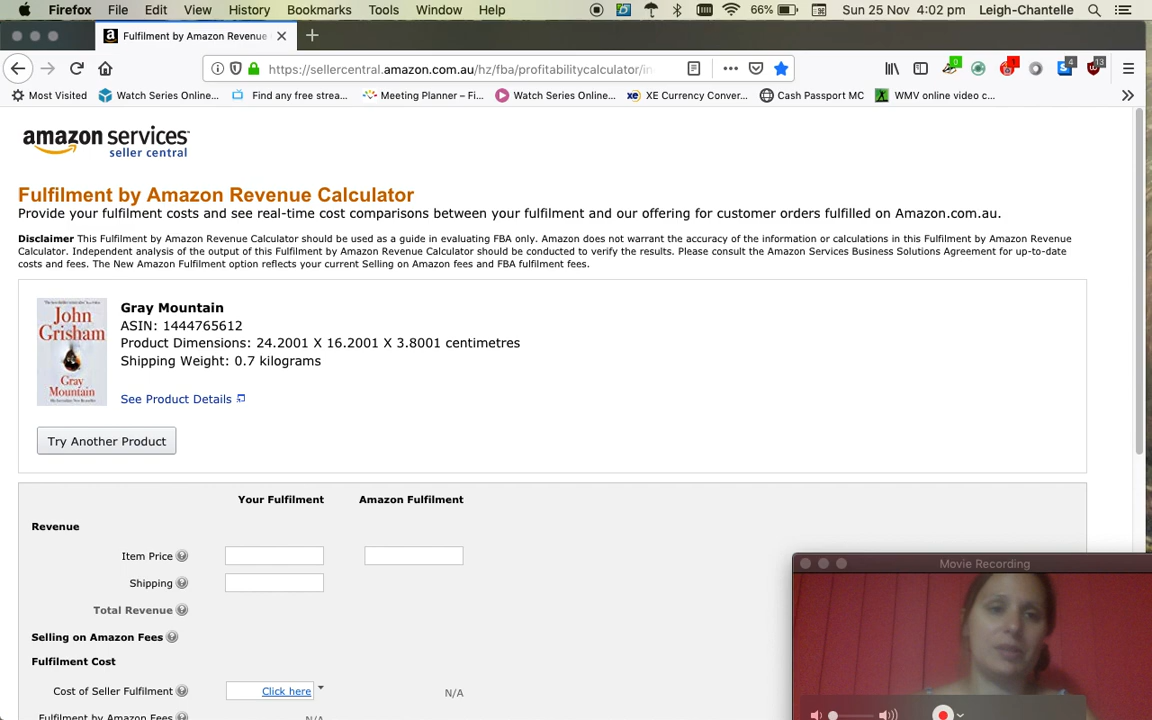 Firefox File Edit View History Bookmarks Tools Window Help 66% Sun 25 Nov 4:02 pm Leigh-Chantelle
a Fulfilment by Amazon Revenue
https://sellercentral.amazon.com.au/hz/fba/profitabilitycalculator/in 0 1 4 13
Most Visited Watch Series Online... Find any free strea... Meeting Planner – Fi... Watch Series Online... XE Currency Conver... Cash Passport MC WMV online video c...
amazon services
seller central
Fulfilment by Amazon Revenue Calculator
Provide your fulfilment costs and see real-time cost comparisons between your fulfilment and our offering for customer orders fulfilled on Amazon.com.au.
Disclaimer This Fulfilment by Amazon Revenue Calculator should be used as a guide in evaluating FBA only. Amazon does not warrant the accuracy of the information or calculations in this Fulfilment by Amazon Revenue
Calculator. Independent analysis of the output of this Fulfilment by Amazon Revenue Calculator should be conducted to verify the results. Please consult the Amazon Services Business Solutions Agreement for up-to-date
costs and fees. The New Amazon Fulfilment option reflects your current Selling on Amazon fees and FBA fulfilment fees.
John
Grisham
Gray
Mountain
Gray Mountain
ASIN: 1444765612
Product Dimensions: 24.2001 X 16.2001 X 3.8001 centimetres
Shipping Weight: 0.7 kilograms
See Product Details
Try Another Product
Your Fulfilment Amazon Fulfilment
Revenue
Item Price
Shipping
Total Revenue
Selling on Amazon Fees
Fulfilment Cost
Cost of Seller Fulfilment Click here N/A
Fulfilment by Amazon Fees N/A
Movie Recording